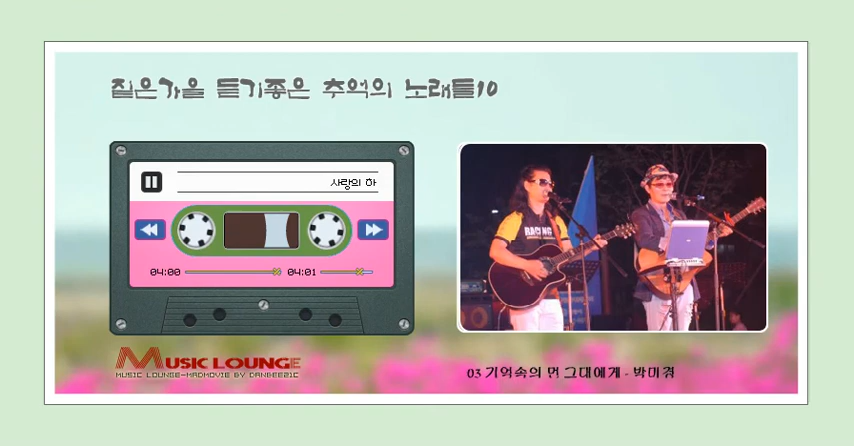 짙은가을 듣기좋은 추억의 노래들10
사랑의 하
04:00 04:01
RACING
MUSIC LOUNGE
MUSIC LOUNGE-MADMOVIE BY DANBEE21C
03 기억속의 먼 그대에게 - 박미경